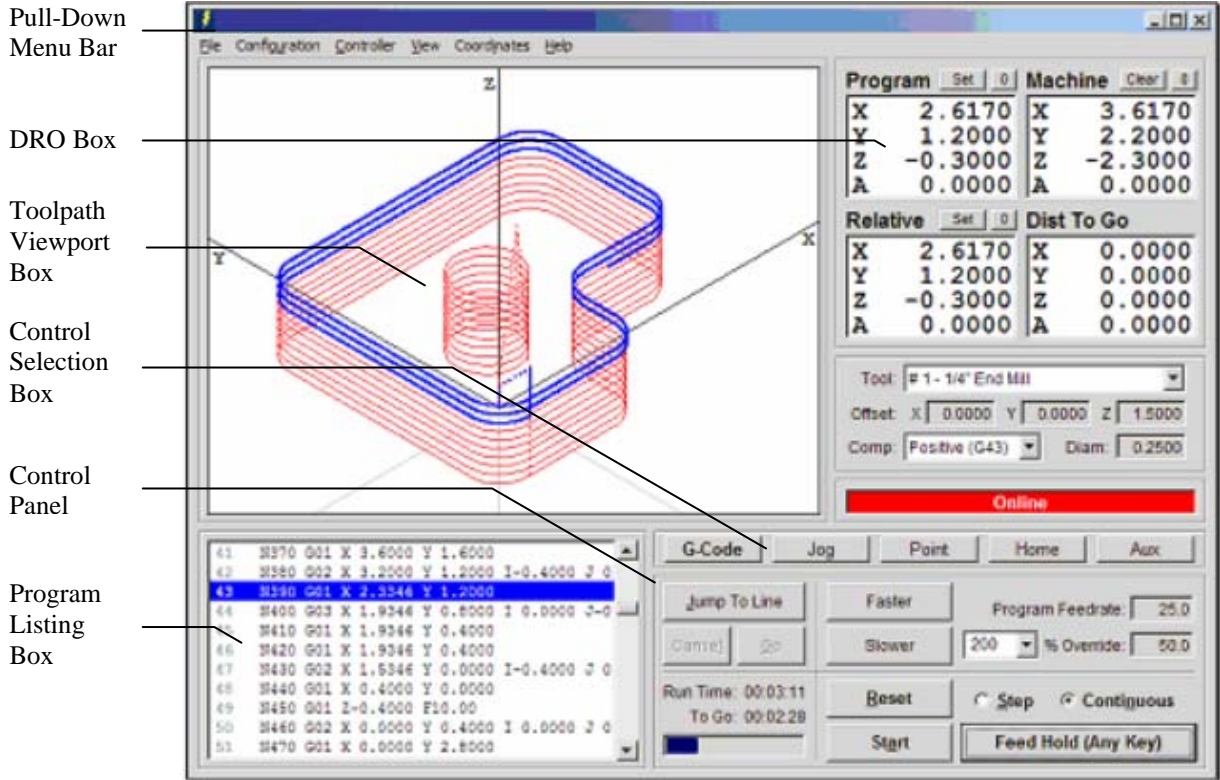 Pull-Down
Menu Bar
DRO Box
Toolpath
Viewport
Box
Control
Selection
Box
Control
Panel
Program
Listing
Box
File Configuration Controller View Coordinates Help
Z
Y
X
Program Set 0 Machine Clear 0
X 2.6170 X 3.6170
Y 1.2000 Y 2.2000
Z -0.3000 Z -2.3000
A 0.0000 A 0.0000
Relative Set 0 Dist To Go
X 2.6170 X 0.0000
Y 1.2000 Y 0.0000
Z -0.3000 Z 0.0000
A 0.0000 A 0.0000
Tool: # 1 - 1/4" End Mill
Offset: X 0.0000 Y 0.0000 Z 1.5000
Comp: Positive (G43) Diam: 0.2500
Online
41 N370 G01 X 3.6000 Y 1.6000
42 N380 G02 X 3.2000 Y 1.2000 I-0.4000 J 0
43 N390 G01 X 2.3346 Y 1.2000
44 N400 G03 X 1.9346 Y 0.8000 I 0.0000 J-0
45 N410 G01 X 1.9346 Y 0.4000
46 N420 G01 X 1.9346 Y 0.4000
47 N430 G02 X 1.5346 Y 0.0000 I-0.4000 J 0
48 N440 G01 X 0.4000 Y 0.0000
49 N450 G01 Z-0.4000 F10.00
50 N460 G02 X 0.0000 Y 0.4000 I 0.0000 J 0
51 N470 G01 X 0.0000 Y 2.8000
G-Code Jog Point Home Aux
Jump To Line
Cancel Go
Run Time: 00:03:11
To Go: 00:02:28
Faster
Slower
Program Feedrate: 25.0
200 % Override: 50.0
Reset
Step Continuous
Start
Feed Hold (Any Key)